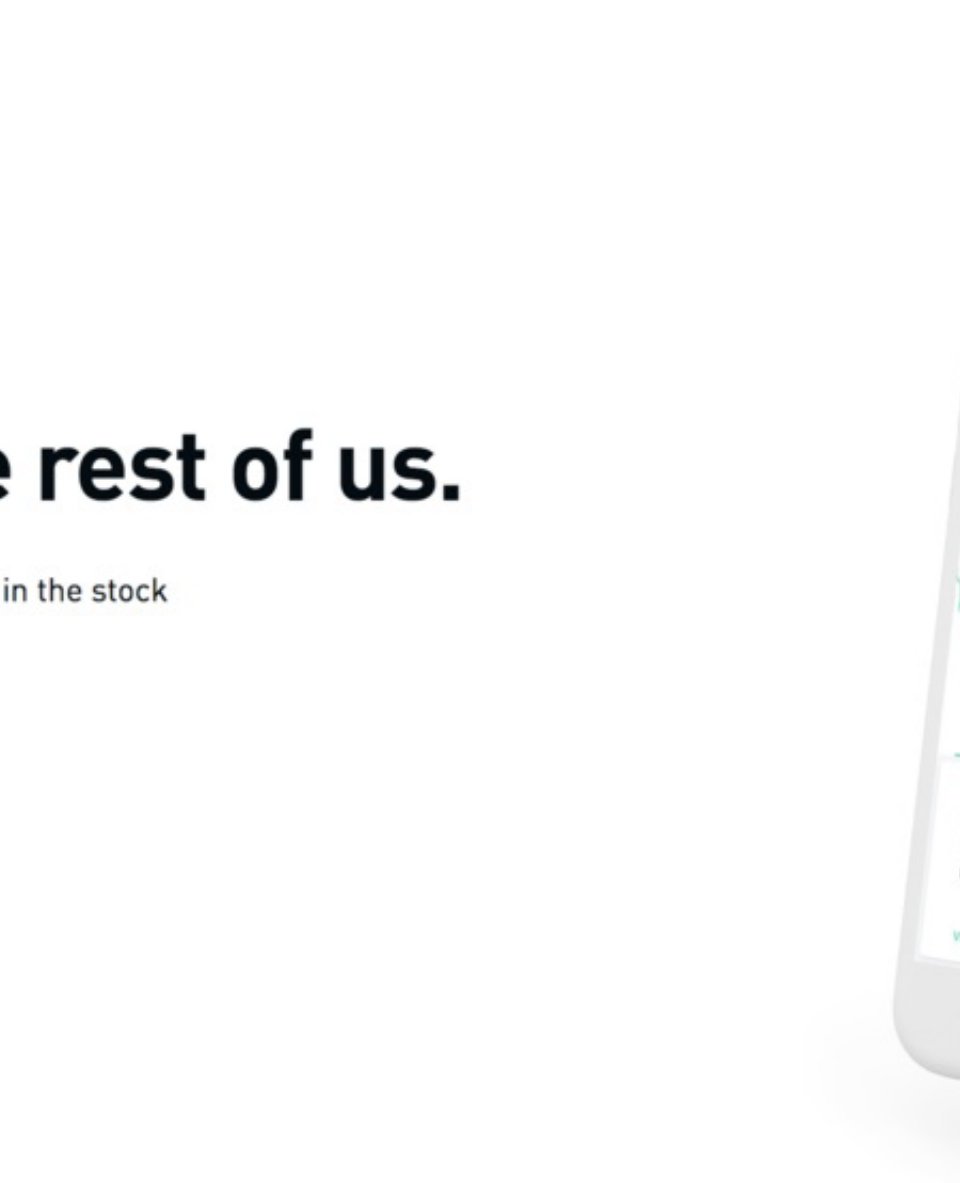 rest of us.
in the stock